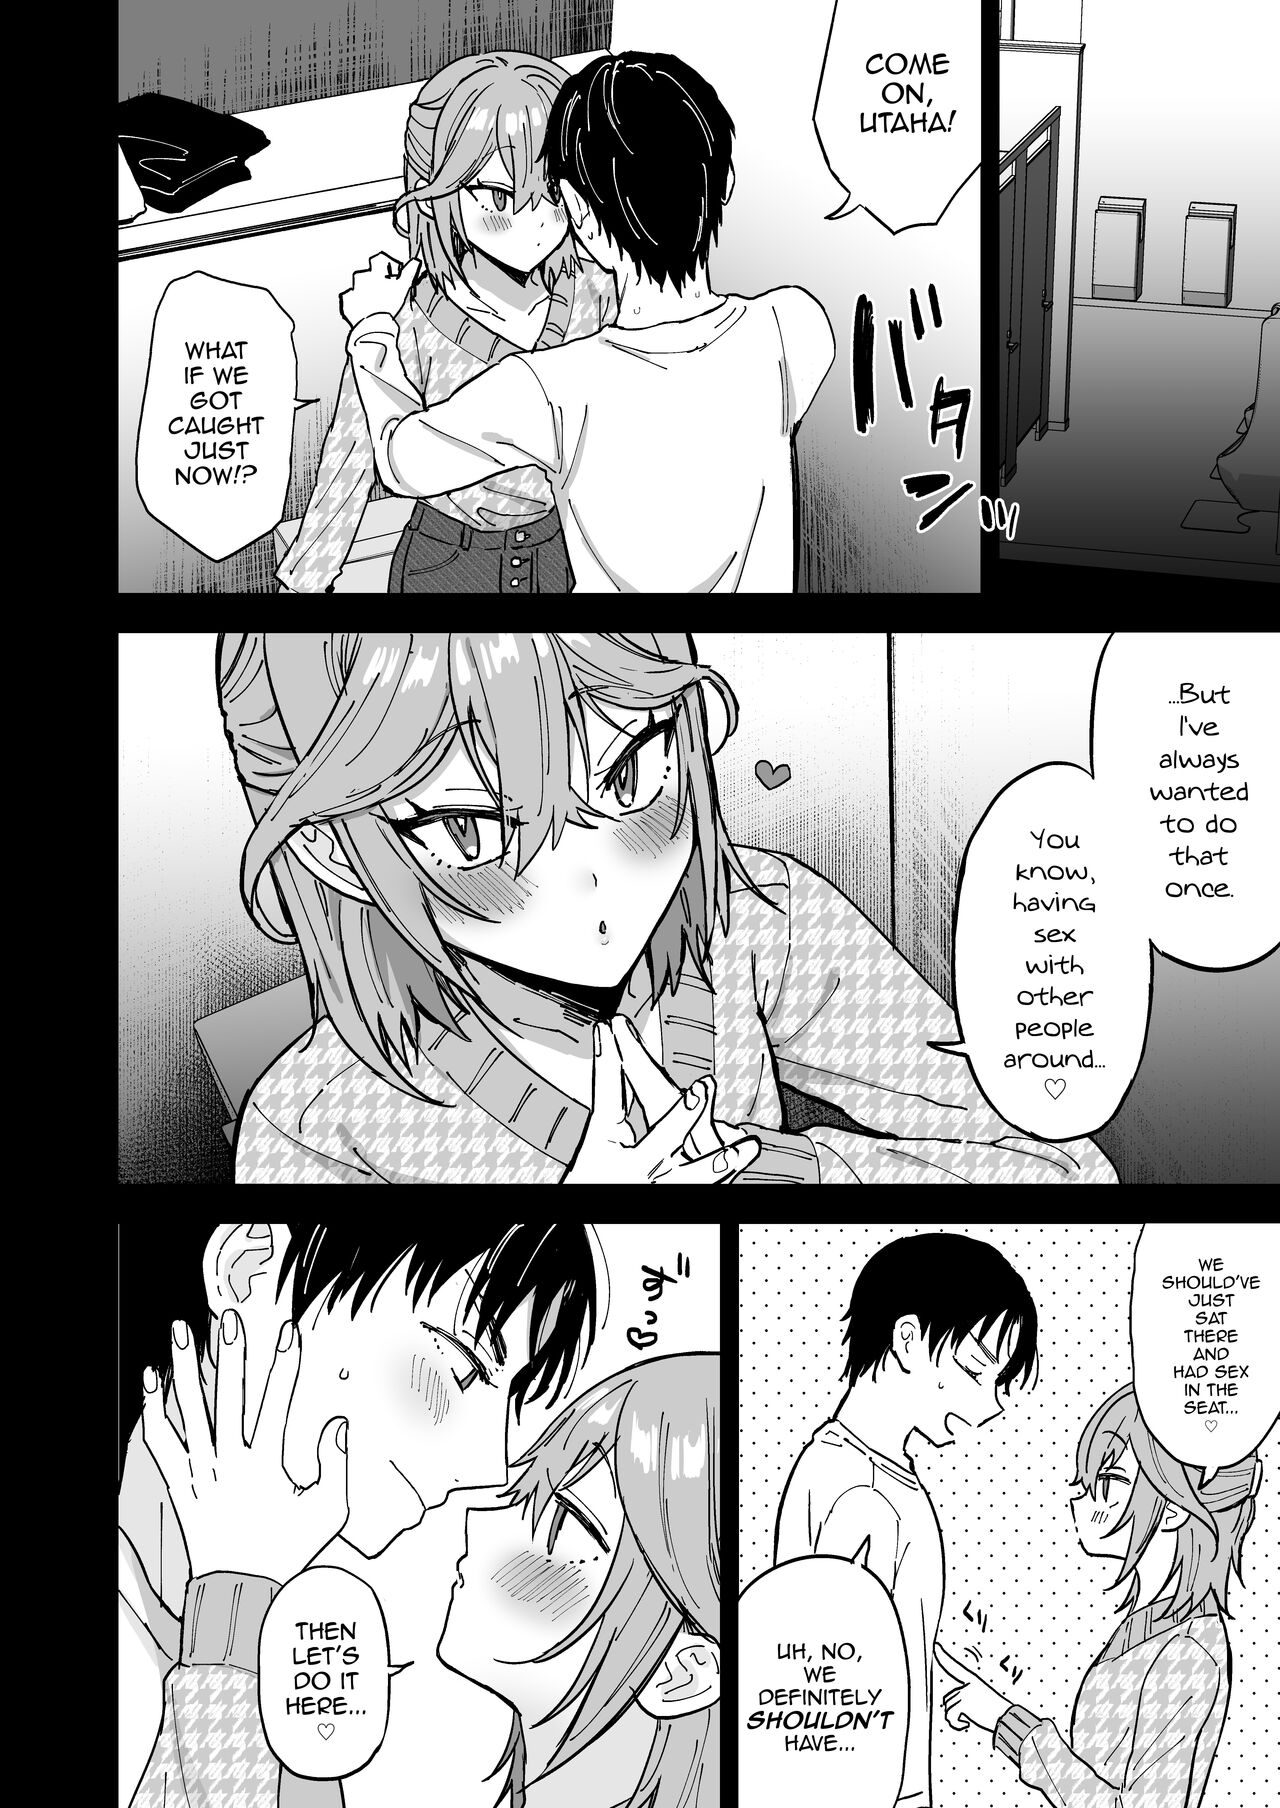 COME
ON,
UTAHA!
バタンッ
WHAT
IF WE
GOT
CAUGHT
JUST
NOW!?
...But
I've
always
wanted
to do
that
once.
You
know,
having
sex
with
other
people
around...
♡
WE
SHOULD'VE
JUST
SAT
THERE
AND
HAD SEX
IN THE
SEAT...
♡
UH, NO,
WE
DEFINITELY
SHOULDN'T
HAVE...
THEN
LET'S
DO IT
HERE...
♡